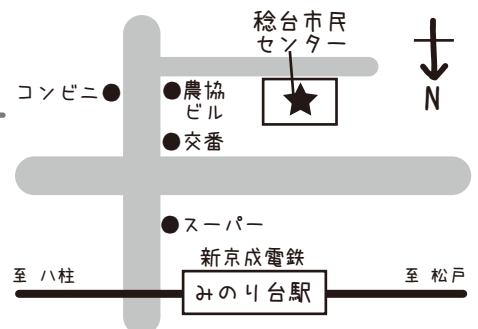 稔台市民
センター
コンビニ
農協
ビル
N
交番
スーパー
新京成電鉄
至 八柱
至 松戸
みのり台駅